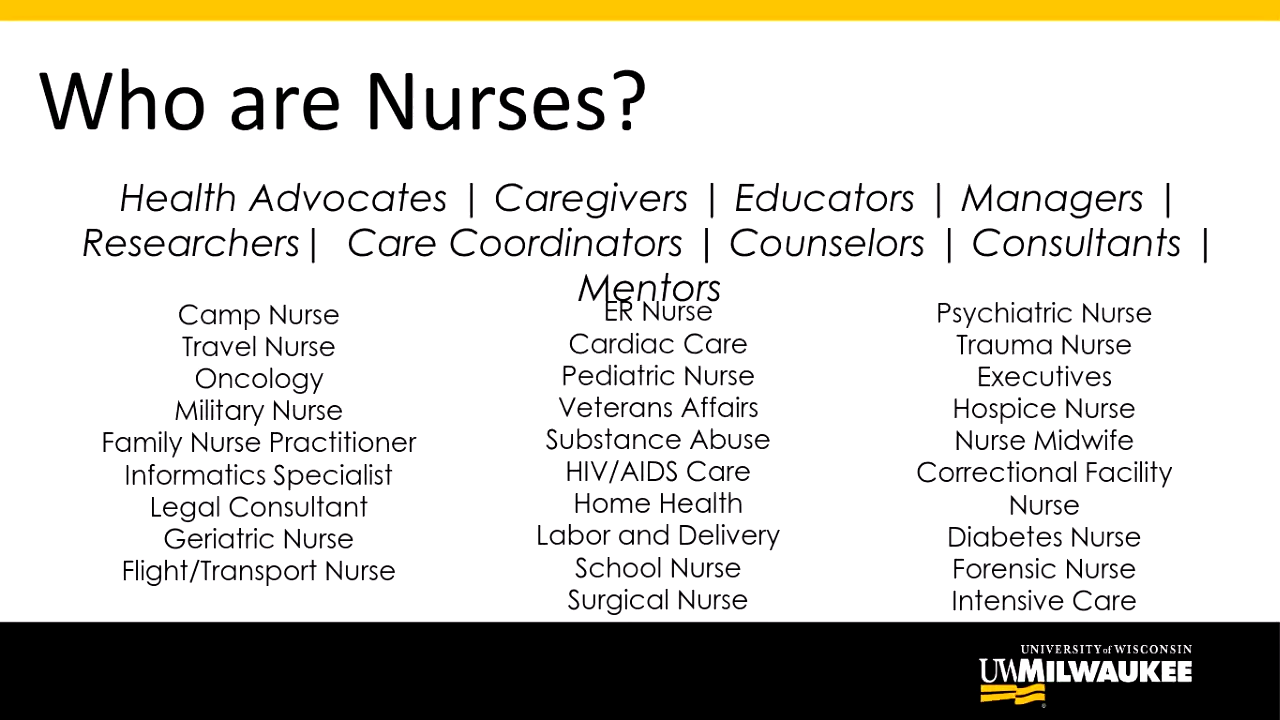 Who are Nurses?
Health Advocates | Caregivers | Educators | Managers |
Researchers| Care Coordinators | Counselors | Consultants |
Mentors
Camp Nurse
Travel Nurse
Oncology
Military Nurse
Family Nurse Practitioner
Informatics Specialist
Legal Consultant
Geriatric Nurse
Flight/Transport Nurse
ER Nurse
Cardiac Care
Pediatric Nurse
Veterans Affairs
Substance Abuse
HIV/AIDS Care
Home Health
Labor and Delivery
School Nurse
Surgical Nurse
Psychiatric Nurse
Trauma Nurse
Executives
Hospice Nurse
Nurse Midwife
Correctional Facility
Nurse
Diabetes Nurse
Forensic Nurse
Intensive Care
UNIVERSITY of WISCONSIN
UWMILWAUKEE